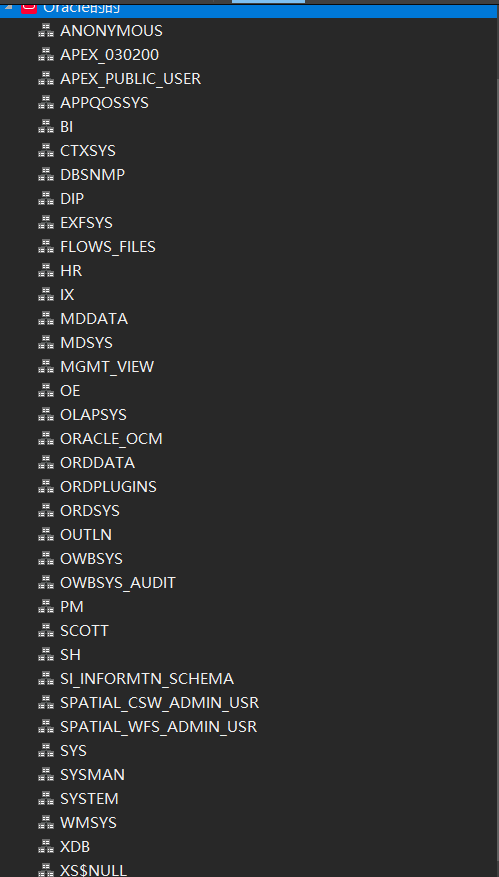 Oracle的的
ANONYMOUS
APEX_030200
APEX_PUBLIC_USER
APPQOSSYS
BI
CTXSYS
DBSNMP
DIP
EXFSYS
FLOWS_FILES
HR
IX
MDDATA
MDSYS
MGMT_VIEW
OE
OLAPSYS
ORACLE_OCM
ORDDATA
ORDPLUGINS
ORDSYS
OUTLN
OWBSYS
OWBSYS_AUDIT
PM
SCOTT
SH
SI_INFORMTN_SCHEMA
SPATIAL_CSW_ADMIN_USR
SPATIAL_WFS_ADMIN_USR
SYS
SYSMAN
SYSTEM
WMSYS
XDB
XS$NULL